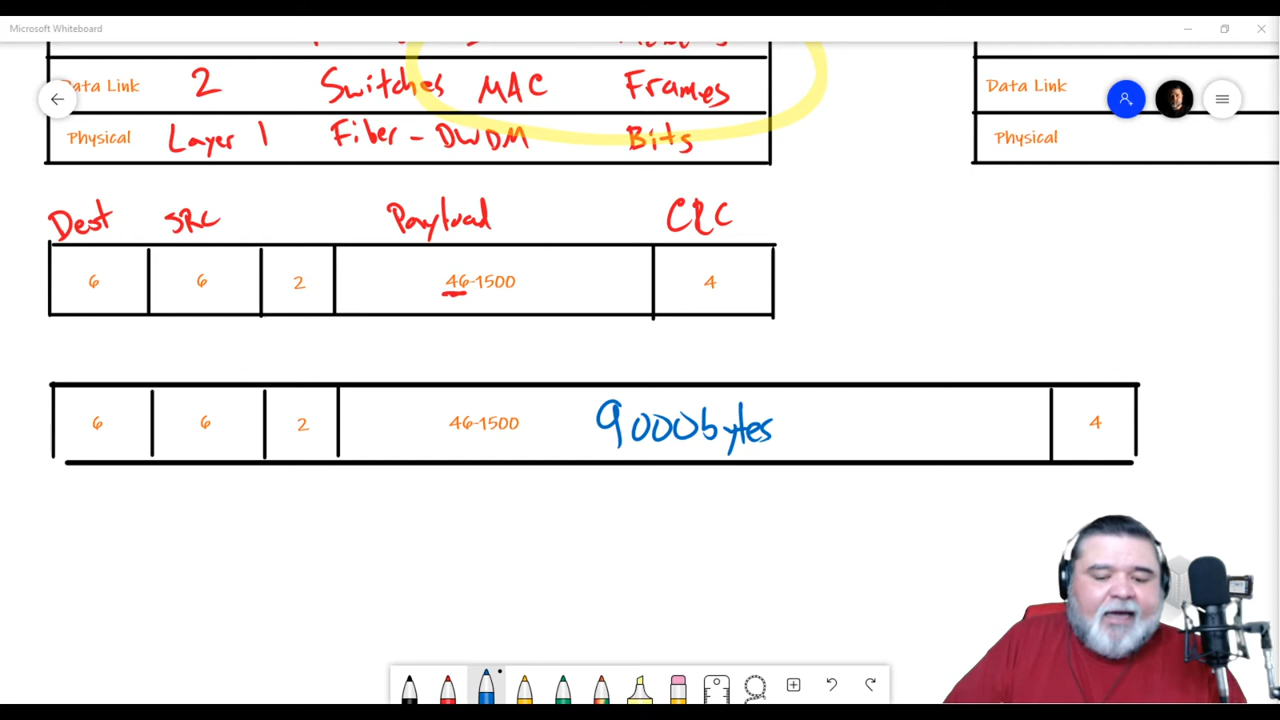 Microsoft Whiteboard
Data Link 2 Switches MAC Frames Data Link
Physical Layer 1 Fiber - DWDM Bits Physical
Dest SRC Payload CRC
6 6 2 46-1500 4
6 6 2 46-1500 9000bytes 4